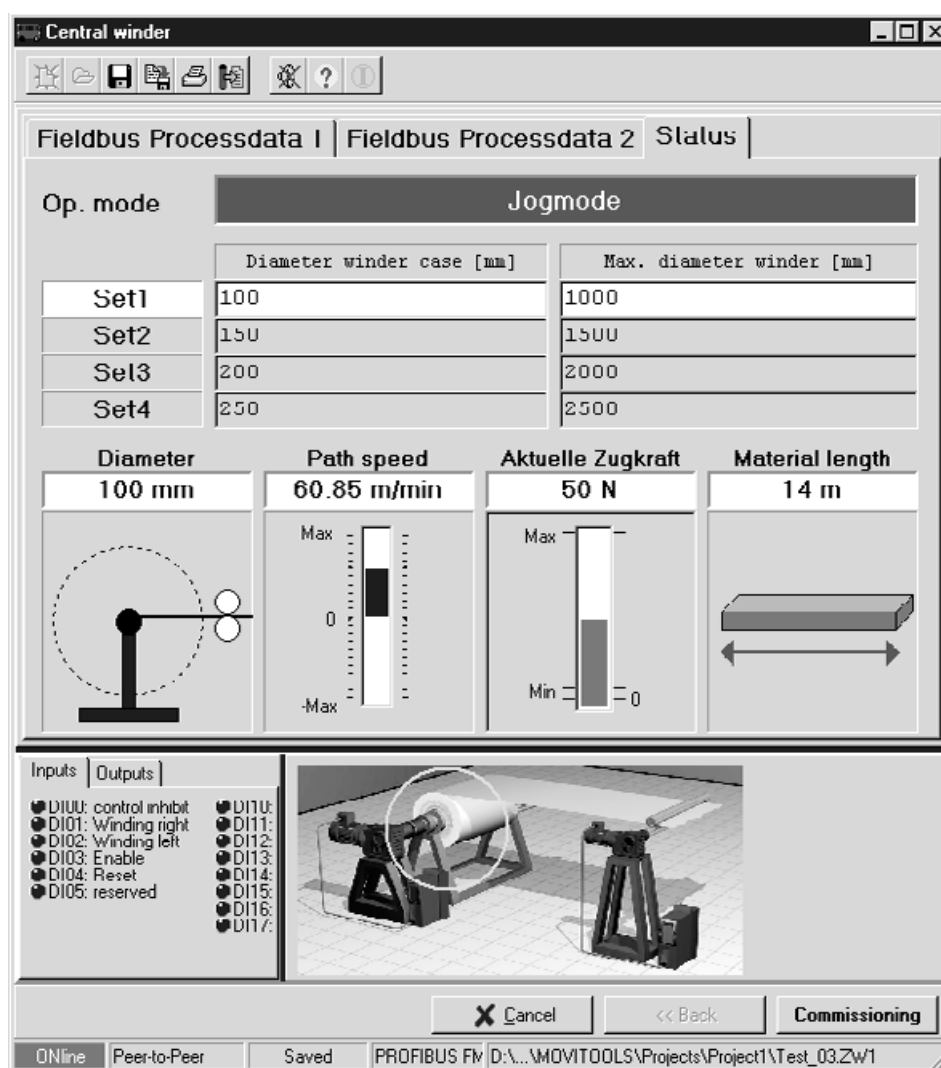 Central winder
Fieldbus Processdata 1 Fieldbus Processdata 2 Status
Op. mode Jogmode
Diameter winder case [mm] Max. diameter winder [mm]
Set1 100 1000
Set2 150 1500
Set3 200 2000
Set4 250 2500
Diameter Path speed Aktuelle Zugkraft Material length
100 mm 60.85 m/min 50 N 14 m
Max Max
0
Min 0
-Max
Inputs Outputs
DI00: control inhibit DI10:
DI01: Winding right DI11:
DI02: Winding left DI12:
DI03: Enable DI13:
DI04: Reset DI14:
DI05: reserved DI15:
DI16:
DI17:
Cancel << Back Commissioning
ONline Peer-to-Peer Saved PROFIBUS D:\...\MOVITOOLS\Projects\Project1\Test_03.ZW1